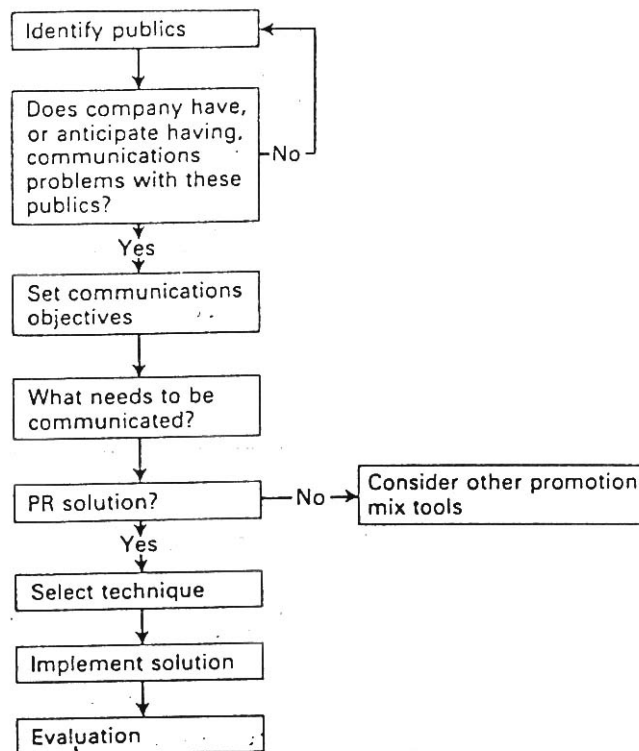 Identify publics
Does company have,
or anticipate having,
communications
problems with these
publics?
No
Yes
Set communications
objectives
What needs to be
communicated?
PR solution?
No
Consider other promotion
mix tools
Yes
Select technique
Implement solution
Evaluation